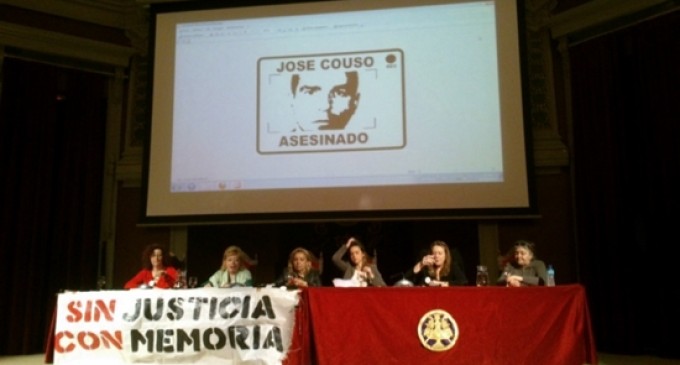 JOSE COUSO
ASESINADO
SIN JUSTICIA
CON MEMORIA